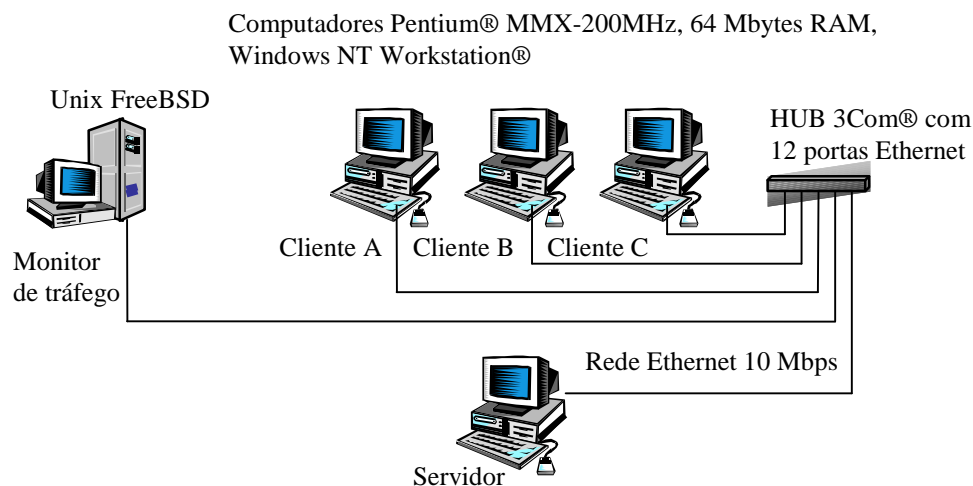 Computadores Pentium® MMX-200MHz, 64 Mbytes RAM,
Windows NT Workstation®
Unix FreeBSD
HUB 3Com® com
12 portas Ethernet
Cliente A
Cliente B
Cliente C
Monitor
de tráfego
Rede Ethernet 10 Mbps
Servidor